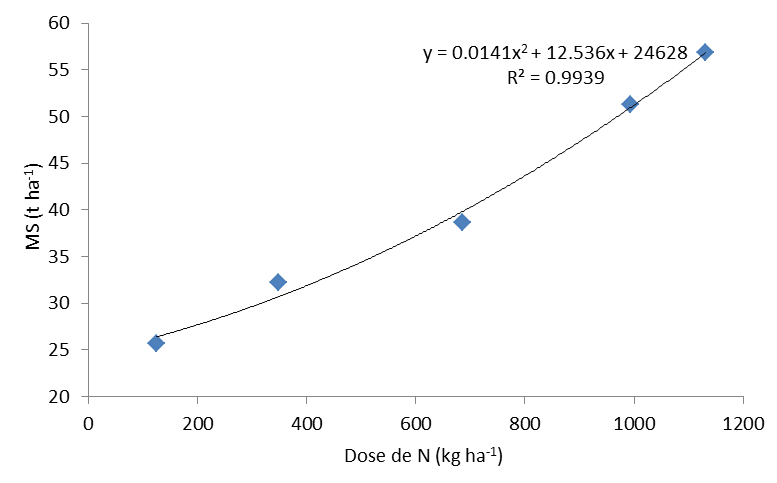 60
55
50
45
40
35
30
25
20
MS (t ha⁻¹)
y = 0.0141x² + 12.536x + 24628
R² = 0.9939
0 200 400 600 800 1000 1200
Dose de N (kg ha⁻¹)